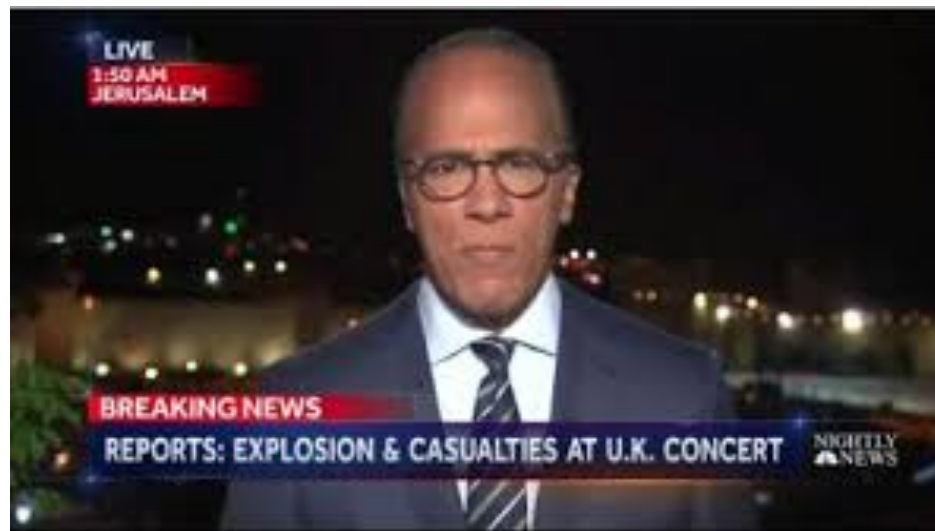 LIVE
1:50 AM
JERUSALEM
BREAKING NEWS
REPORTS: EXPLOSION & CASUALTIES AT U.K. CONCERT
NIGHTLY
NEWS